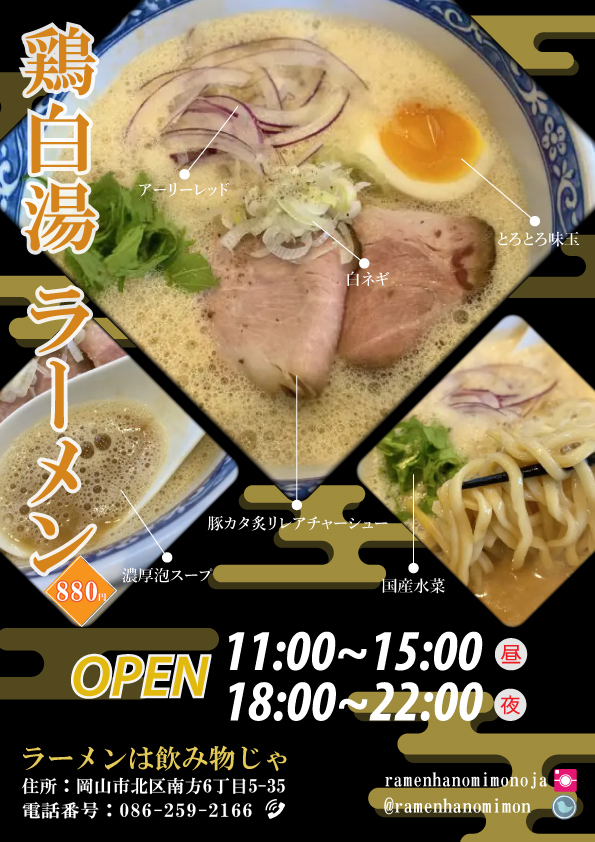 鶏白湯 ラーメン
アーリーレッド
とろとろ味玉
白ネギ
豚カタ炙リレアチャーシュー
濃厚泡スープ
国産水菜
880円
OPEN
11:00~15:00 昼
18:00~22:00 夜
ラーメンは飲み物じゃ
住所：岡山市北区南方6丁目5-35
電話番号：086-259-2166
ramenhanomimonoja
@ramenhanomimon